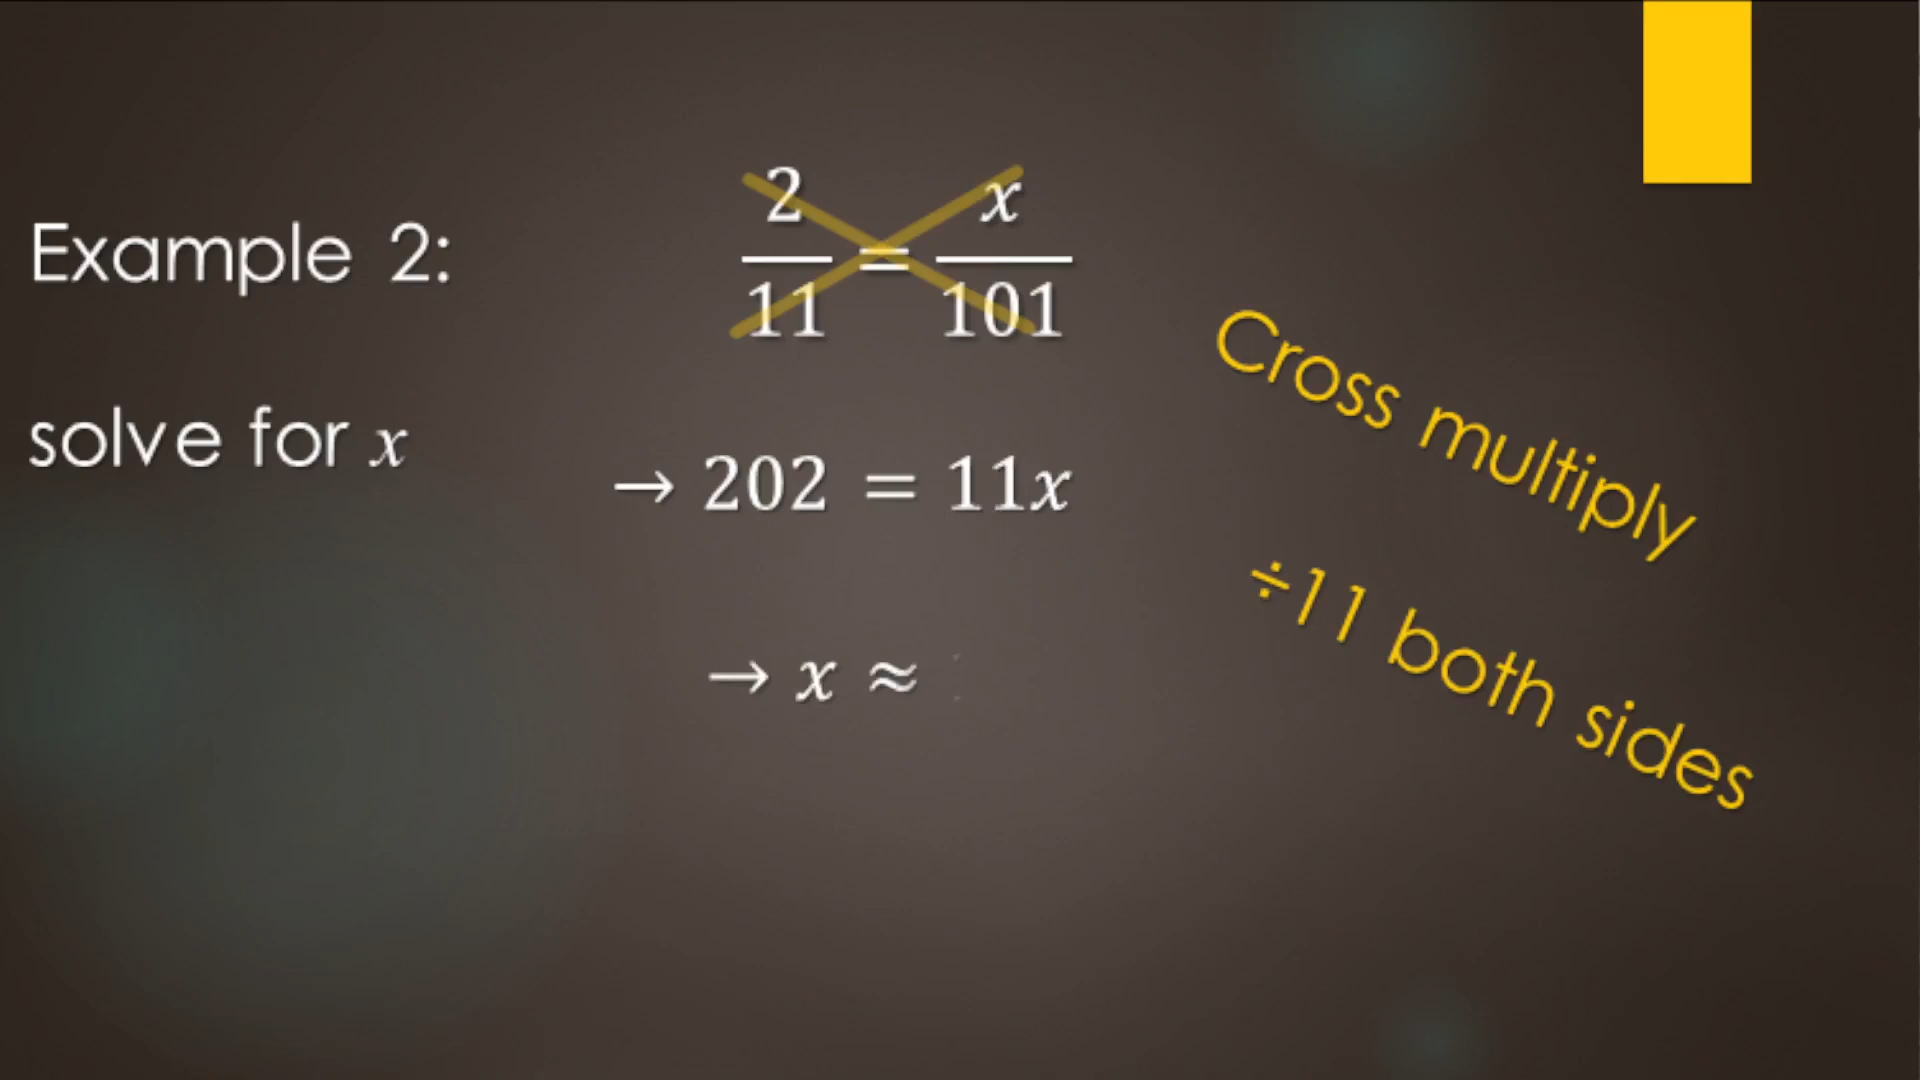 Example 2:
solve for x
2/11 = x/101
→ 202 = 11x
→ x ≈
Cross multiply
÷11 both sides